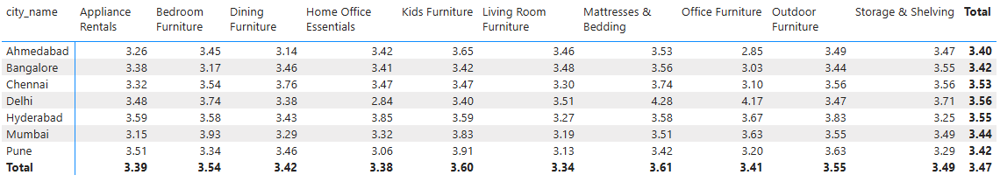 city_name Appliance Rentals Bedroom Furniture Dining Furniture Home Office Essentials Kids Furniture Living Room Furniture Mattresses & Bedding Office Furniture Outdoor Furniture Storage & Shelving Total
Ahmedabad 3.26 3.45 3.14 3.42 3.65 3.46 3.53 2.85 3.49 3.47 3.40
Bangalore 3.38 3.17 3.46 3.41 3.42 3.48 3.56 3.03 3.44 3.55 3.42
Chennai 3.32 3.54 3.76 3.47 3.47 3.30 3.74 3.10 3.56 3.56 3.53
Delhi 3.48 3.74 3.38 2.84 3.40 3.51 4.28 4.17 3.47 3.71 3.56
Hyderabad 3.59 3.58 3.43 3.85 3.59 3.27 3.58 3.67 3.83 3.25 3.55
Mumbai 3.15 3.93 3.29 3.32 3.83 3.19 3.51 3.63 3.55 3.49 3.44
Pune 3.51 3.34 3.46 3.06 3.91 3.13 3.42 3.20 3.63 3.29 3.42
Total 3.39 3.54 3.42 3.38 3.60 3.34 3.61 3.41 3.55 3.49 3.47